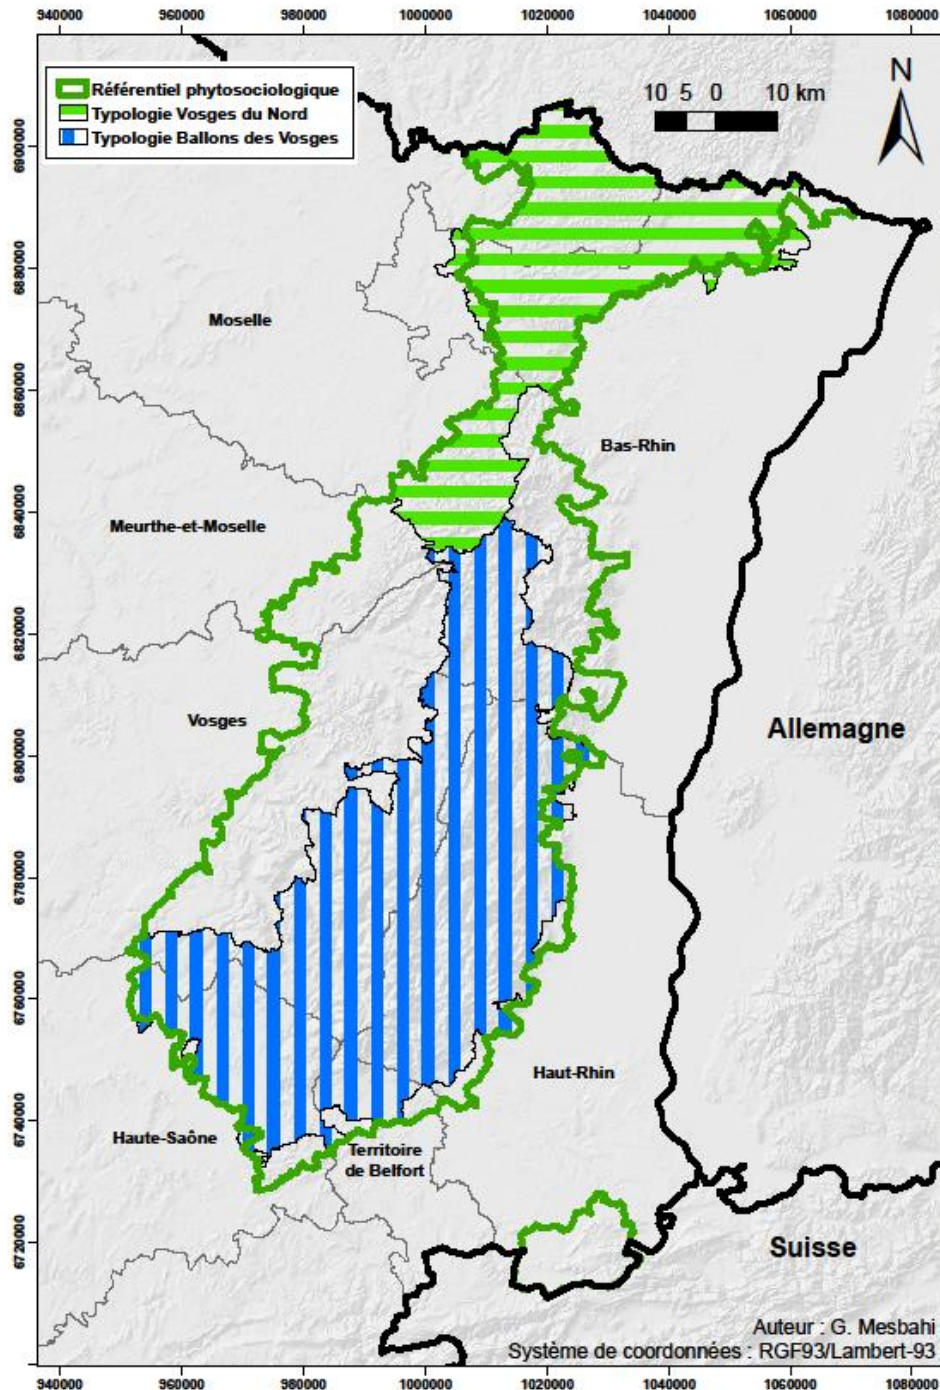 940000 960000 980000 1000000 1020000 1040000 1060000 1080000
Référentiel phytosociologique
Typologie Vosges du Nord
Typologie Ballons des Vosges
10 5 0 10 km
N
6900000
6880000
6860000
6840000
6820000
6800000
6780000
6760000
6740000
6720000
Moselle
Bas-Rhin
Meurthe-et-Moselle
Vosges
Allemagne
Haut-Rhin
Haute-Saône
Territoire
de Belfort
Suisse
Auteur : G. Mesbahi
Système de coordonnées : RGF93/Lambert-93
940000 960000 980000 1000000 1020000 1040000 1060000 1080000